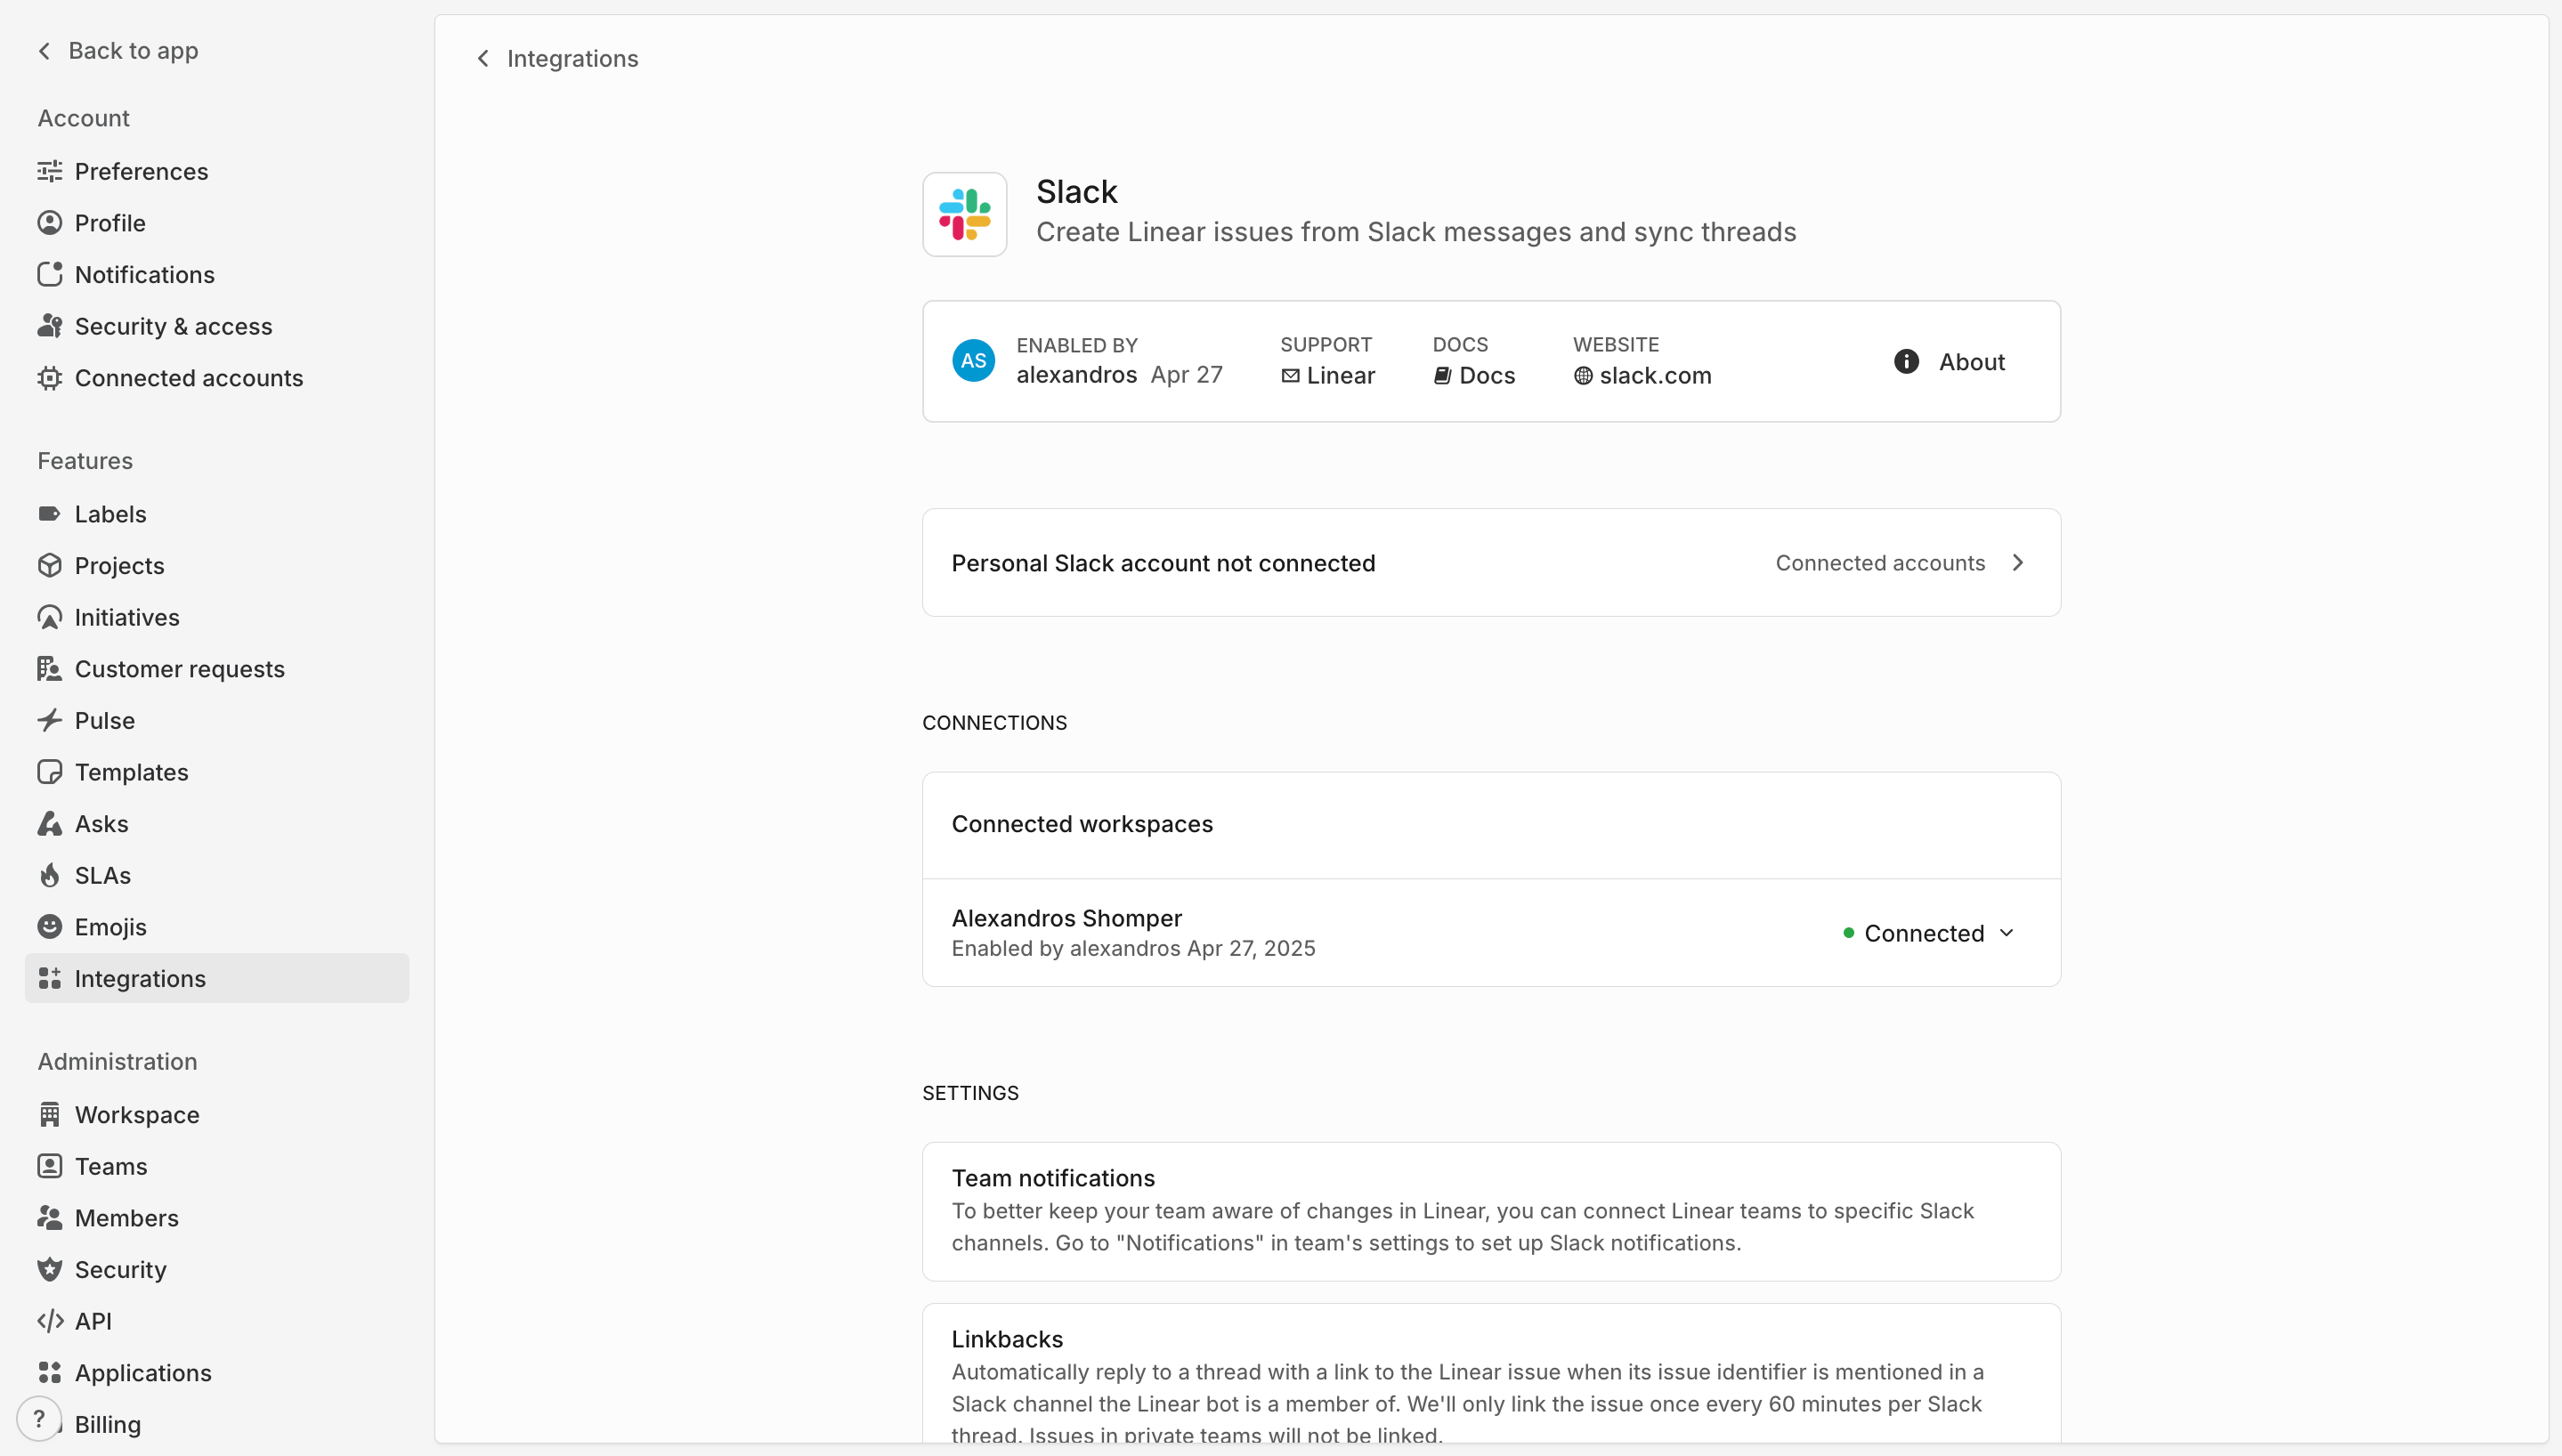 Back to app
Account
Preferences
Profile
Notifications
Security & access
Connected accounts
Features
Labels
Projects
Initiatives
Customer requests
Pulse
Templates
Asks
SLAs
Emojis
Integrations
Administration
Workspace
Teams
Members
Security
API
Applications
?
Billing
Integrations
Slack
Create Linear issues from Slack messages and sync threads
AS
ENABLED BY
alexandros Apr 27
SUPPORT
Linear
DOCS
Docs
WEBSITE
slack.com
About
Personal Slack account not connected
Connected accounts
CONNECTIONS
Connected workspaces
Alexandros Shomper
Enabled by alexandros Apr 27, 2025
Connected
SETTINGS
Team notifications
To better keep your team aware of changes in Linear, you can connect Linear teams to specific Slack
channels. Go to "Notifications" in team's settings to set up Slack notifications.
Linkbacks
Automatically reply to a thread with a link to the Linear issue when its issue identifier is mentioned in a
Slack channel the Linear bot is a member of. We'll only link the issue once every 60 minutes per Slack
thread. Issues in private teams will not be linked.